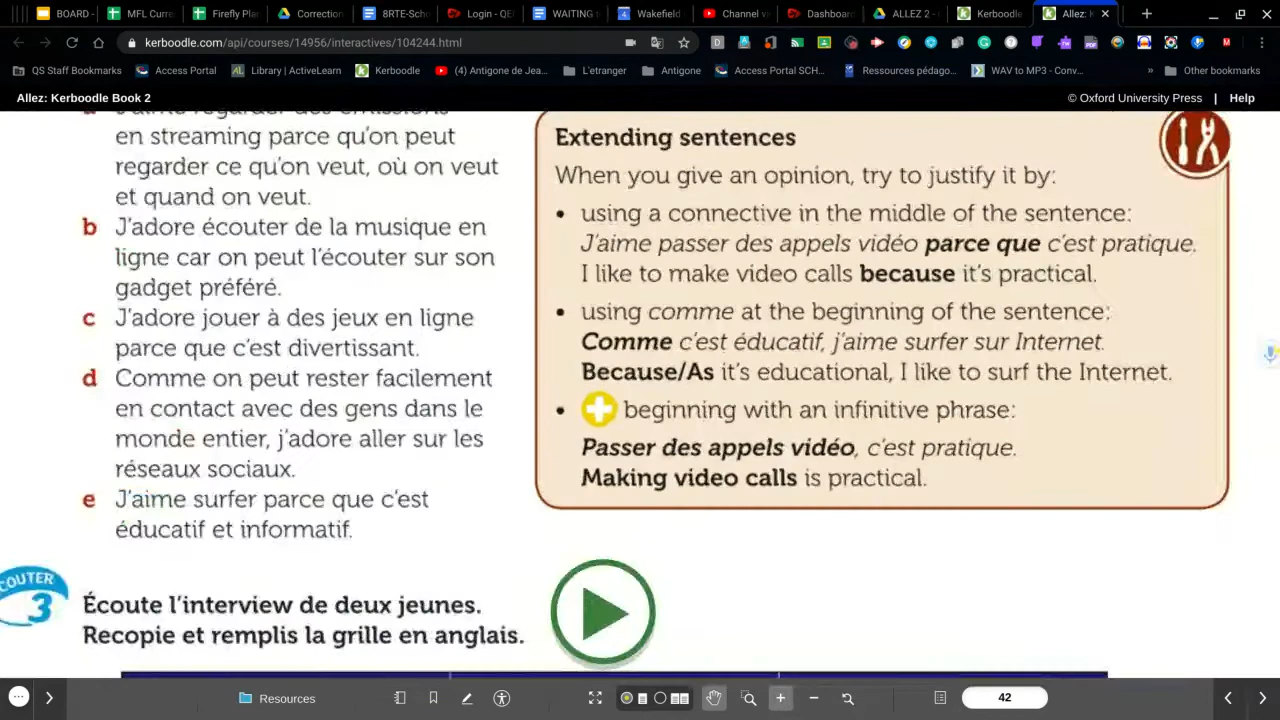 BOARD -
MFL Curr
Firefly Pla
Correction
8RTE-Scho
Login - QE
WAITING
Wakefield
Channel v
Dashboard
ALLEZ 2 -
Kerboodle
Allez: K
kerboodle.com/api/courses/14956/interactives/104244.html
QS Staff Bookmarks
Access Portal
Library | ActiveLearn
Kerboodle
(4) Antigone de Jea...
L'etranger
Antigone
Access Portal SCH...
Ressources pédago...
WAV to MP3 - Conv...
»
Other bookmarks
Allez: Kerboodle Book 2
© Oxford University Press | Help
a J'aime regarder des émissions
en streaming parce qu'on peut
regarder ce qu'on veut, où on veut
et quand on veut.
b J'adore écouter de la musique en
ligne car on peut l'écouter sur son
gadget préféré.
c J'adore jouer à des jeux en ligne
parce que c'est divertissant.
d Comme on peut rester facilement
en contact avec des gens dans le
monde entier, j'adore aller sur les
réseaux sociaux.
e J'aime surfer parce que c'est
éducatif et informatif.
Extending sentences
When you give an opinion, try to justify it by:
• using a connective in the middle of the sentence:
J'aime passer des appels vidéo parce que c'est pratique.
I like to make video calls because it's practical.
• using comme at the beginning of the sentence:
Comme c'est éducatif, j'aime surfer sur Internet.
Because/As it's educational, I like to surf the Internet.
• beginning with an infinitive phrase:
Passer des appels vidéo, c'est pratique.
Making video calls is practical.
COUTER
3
Écoute l'interview de deux jeunes.
Recopie et remplis la grille en anglais.
Resources
42